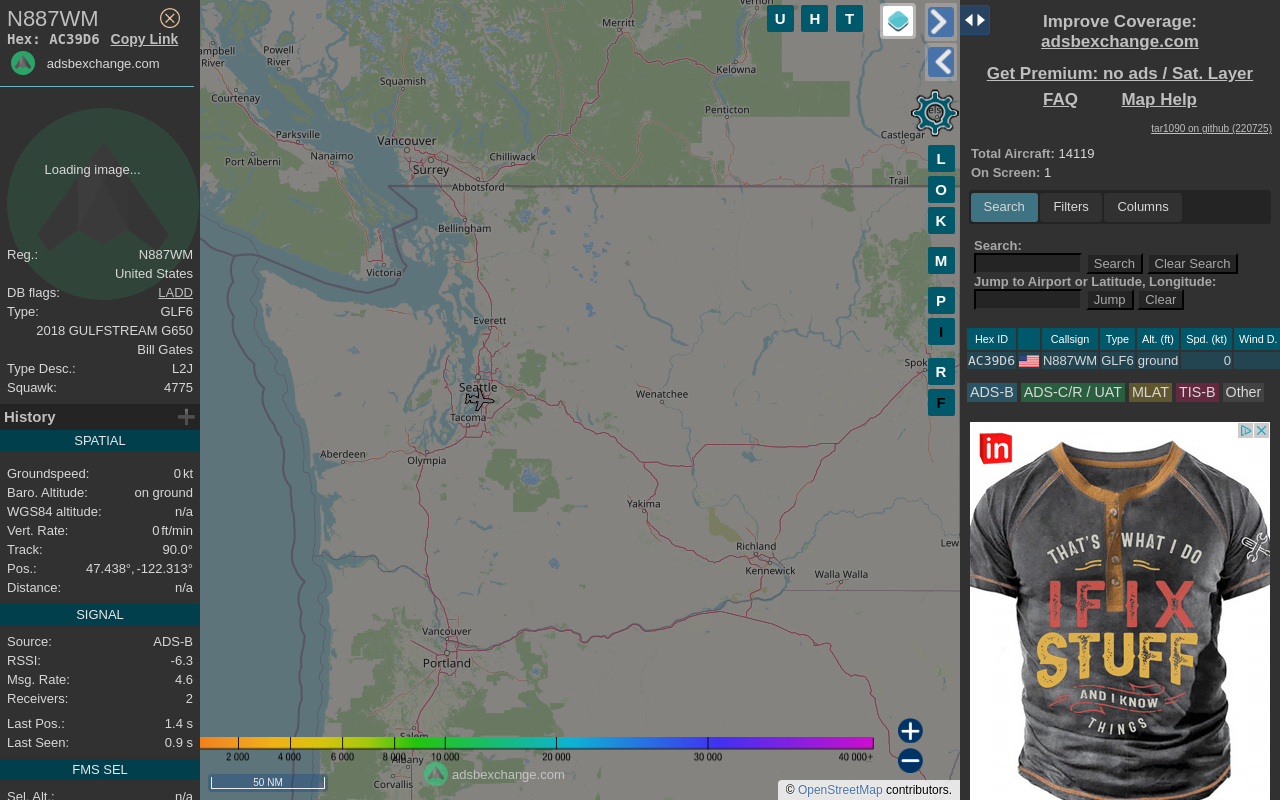 N887WM
Hex: AC39D6 Copy Link
adsbexchange.com
Loading image...
Reg.: N887WM
United States
DB flags: LADD
Type: GLF6
2018 GULFSTREAM G650
Bill Gates
Type Desc.: L2J
Squawk: 4775
History
SPATIAL
Groundspeed: 0 kt
Baro. Altitude: on ground
WGS84 altitude: n/a
Vert. Rate: 0 ft/min
Track: 90.0°
Pos.: 47.438°, -122.313°
Distance: n/a
SIGNAL
Source: ADS-B
RSSI: -6.3
Msg. Rate: 4.6
Receivers: 2
Last Pos.: 1.4 s
Last Seen: 0.9 s
FMS SEL
Sel. Alt.: n/a
U H T
L
O
K
M
P
I
R
F
Merritt
Vernon
Campbell River
Powell River
Squamish
Kelowna
Courtenay
Penticton
Parksville
Vancouver
Castlegar
Port Alberni
Nanaimo
Surrey
Chilliwack
Abbotsford
Trail
Bellingham
Victoria
Everett
Spok
Seattle
Wenatchee
Tacoma
Aberdeen
Olympia
Yakima
Richland
Lew
Kennewick
Walla Walla
Vancouver
Portland
Salem
Albany
Corvallis
2 000 4 000 6 000 8 000 10 000 20 000 30 000 40 000+
50 NM
adsbexchange.com
© OpenStreetMap contributors.
Improve Coverage:
adsbexchange.com
Get Premium: no ads / Sat. Layer
FAQ Map Help
tar1090 on github (220725)
Total Aircraft: 14119
On Screen: 1
Search Filters Columns
Search:
Search Clear Search
Jump to Airport or Latitude, Longitude:
Jump Clear
Hex ID Callsign Type Alt. (ft) Spd. (kt) Wind D.
AC39D6 N887WM GLF6 ground 0
ADS-B ADS-C/R / UAT MLAT TIS-B Other
in
THAT'S WHAT I DO
I FIX
STUFF
AND I KNOW
THINGS